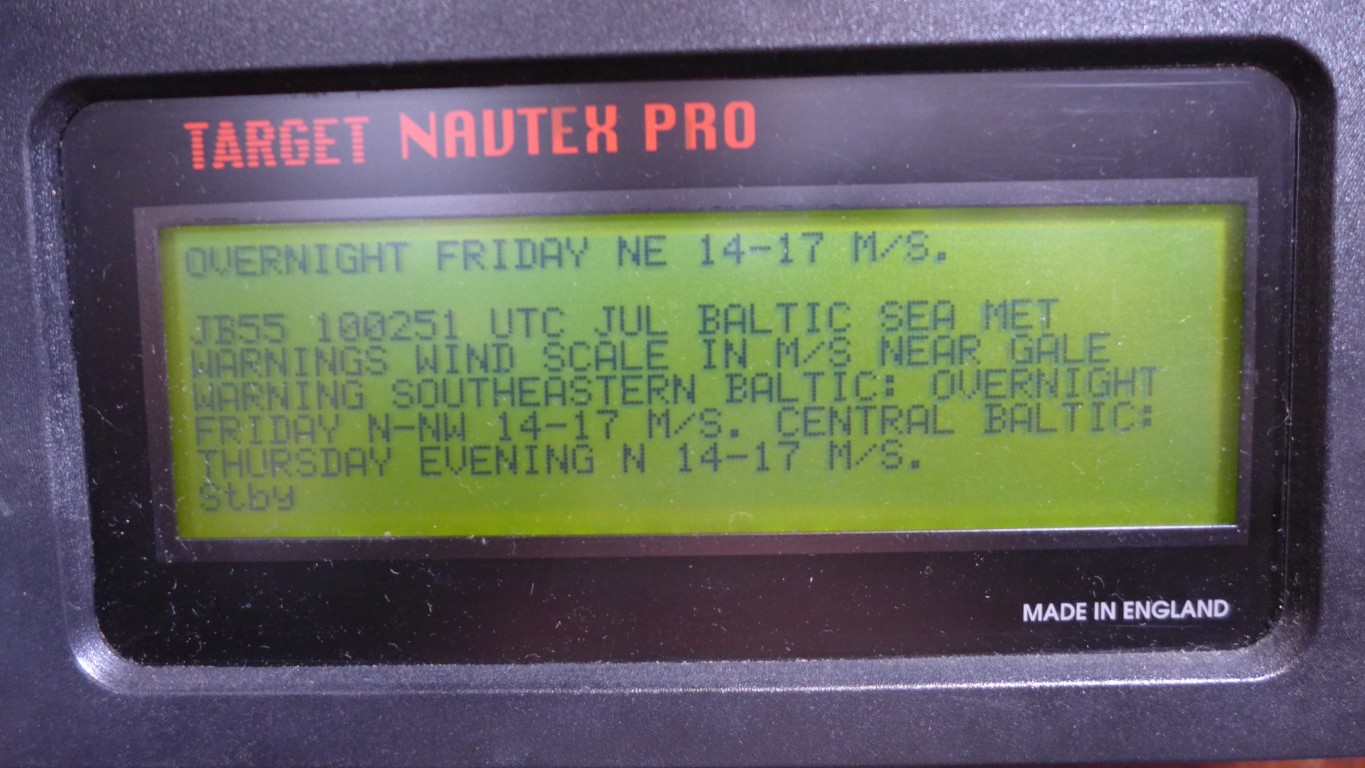 TARGET NAVTEX PRO
OVERNIGHT FRIDAY NE 14-17 M/S.
JB55 100251 UTC JUL BALTIC SEA MET
WARNINGS WIND SCALE IN M/S NEAR GALE
WARNING SOUTHEASTERN BALTIC: OVERNIGHT
FRIDAY N-NW 14-17 M/S. CENTRAL BALTIC:
THURSDAY EVENING N 14-17 M/S.
Stby
MADE IN ENGLAND